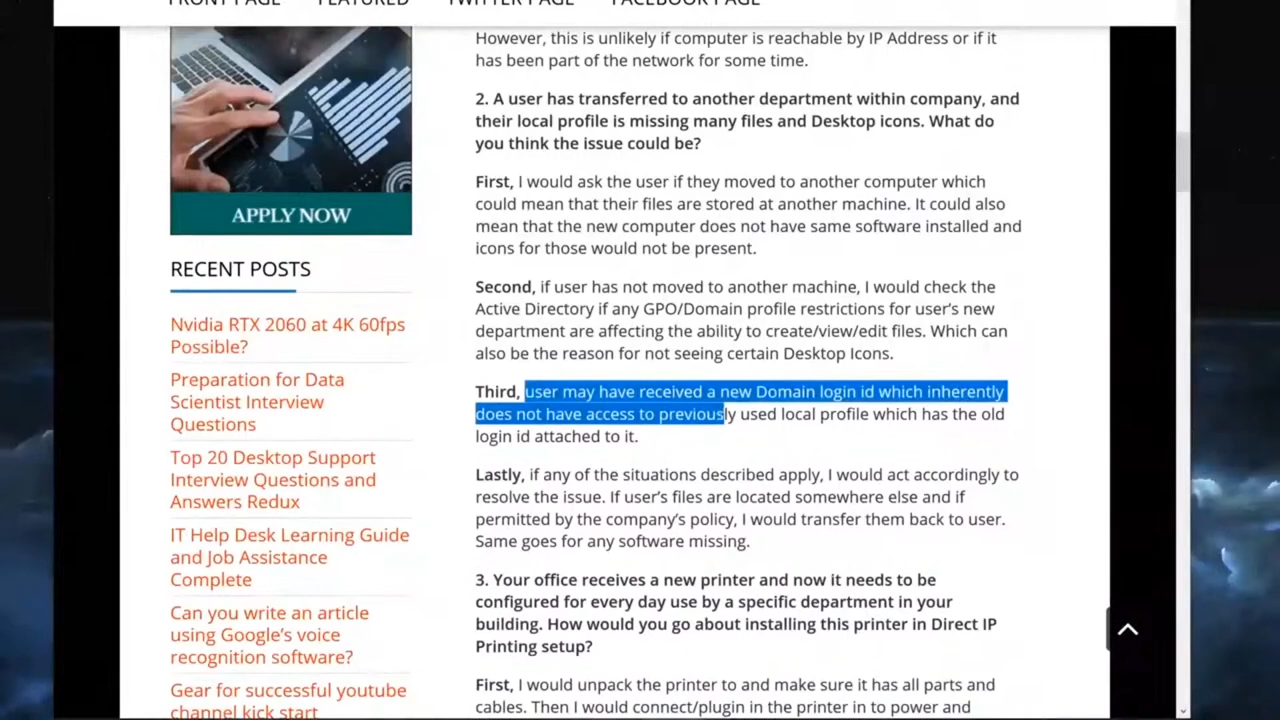 FRONT PAGE FEATURED TWITTER PAGE FACEBOOK PAGE
APPLY NOW
RECENT POSTS
Nvidia RTX 2060 at 4K 60fps
Possible?
Preparation for Data
Scientist Interview
Questions
Top 20 Desktop Support
Interview Questions and
Answers Redux
IT Help Desk Learning Guide
and Job Assistance
Complete
Can you write an article
using Google’s voice
recognition software?
Gear for successful youtube
channel kick start
However, this is unlikely if computer is reachable by IP Address or if it
has been part of the network for some time.
2. A user has transferred to another department within company, and
their local profile is missing many files and Desktop icons. What do
you think the issue could be?
First, I would ask the user if they moved to another computer which
could mean that their files are stored at another machine. It could also
mean that the new computer does not have same software installed and
icons for those would not be present.
Second, if user has not moved to another machine, I would check the
Active Directory if any GPO/Domain profile restrictions for user’s new
department are affecting the ability to create/view/edit files. Which can
also be the reason for not seeing certain Desktop Icons.
Third, user may have received a new Domain login id which inherently
does not have access to previously used local profile which has the old
login id attached to it.
Lastly, if any of the situations described apply, I would act accordingly to
resolve the issue. If user’s files are located somewhere else and if
permitted by the company’s policy, I would transfer them back to user.
Same goes for any software missing.
3. Your office receives a new printer and now it needs to be
configured for every day use by a specific department in your
building. How would you go about installing this printer in Direct IP
Printing setup?
First, I would unpack the printer to and make sure it has all parts and
cables. Then I would connect/plugin in the printer in to power and